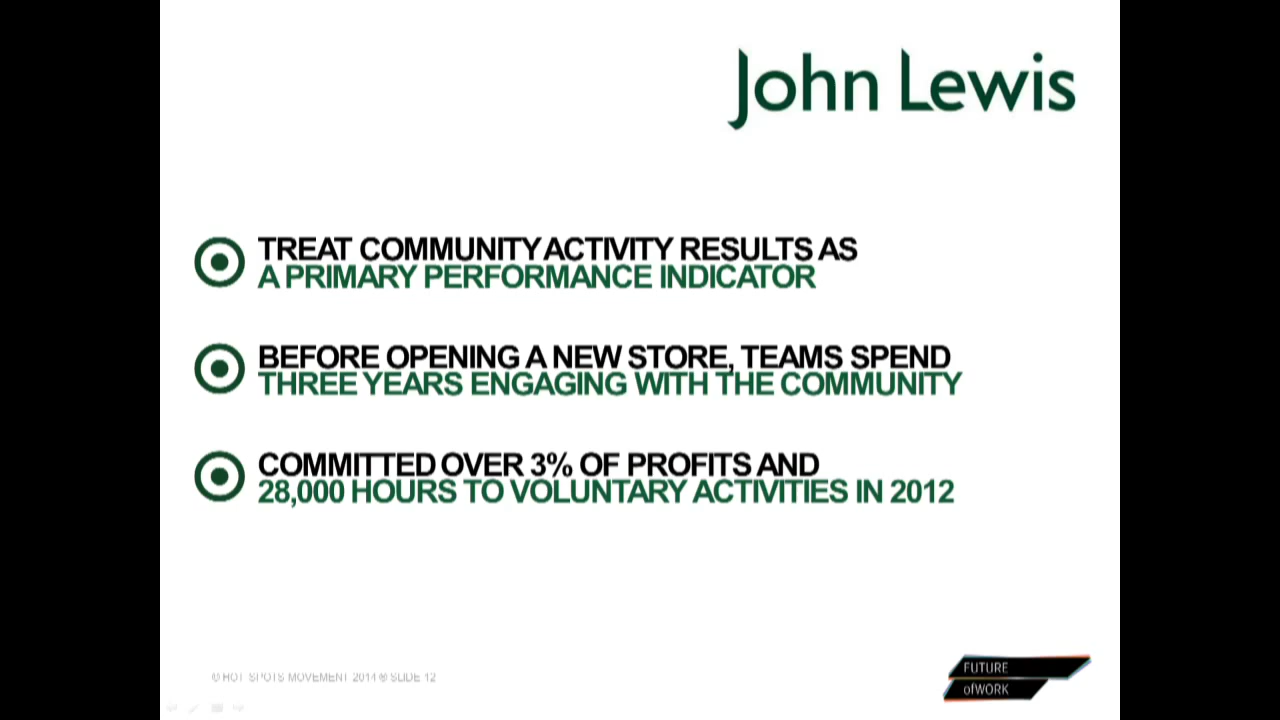 John Lewis
TREAT COMMUNITY ACTIVITY RESULTS AS
A PRIMARY PERFORMANCE INDICATOR
BEFORE OPENING A NEW STORE, TEAMS SPEND
THREE YEARS ENGAGING WITH THE COMMUNITY
COMMITTED OVER 3% OF PROFITS AND
28,000 HOURS TO VOLUNTARY ACTIVITIES IN 2012
© HOT SPOTS MOVEMENT 2014 ® SLIDE 12
FUTURE
ofWORK